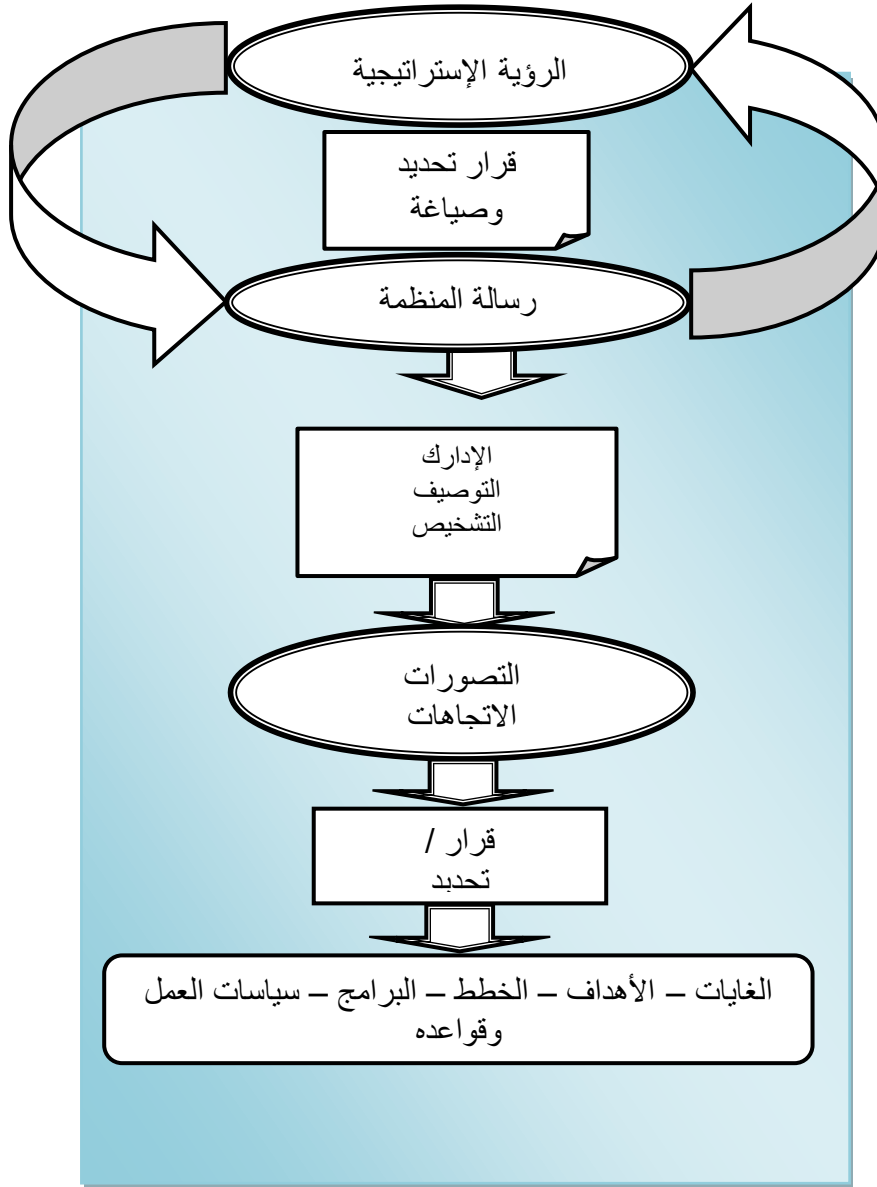 الرؤية الإستراتيجية
قرار تحديد
وصياغة
رسالة المنظمة
الإدارك
التوصيف
التشخيص
التصورات
الاتجاهات
قرار /
تحديد
الغايات – الأهداف – الخطط – البرامج – سياسات العمل
وقواعده